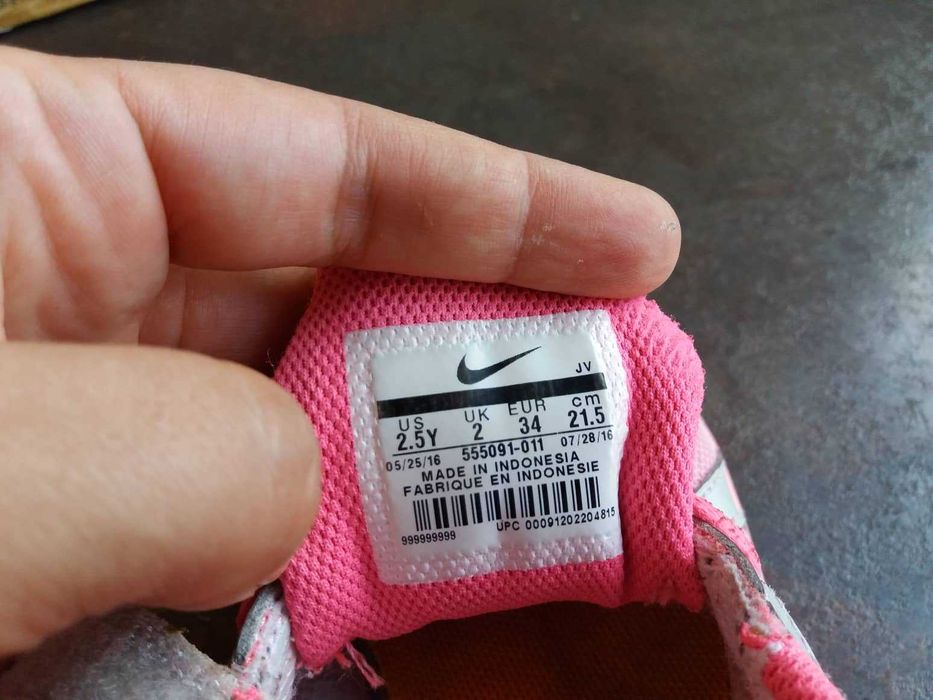 JV
US UK EUR cm
2.5Y 2 34 21.5
05/25/16 555091-011 07/28/16
MADE IN INDONESIA
FABRIQUE EN INDONESIE
UPC 00091202204815
999999999